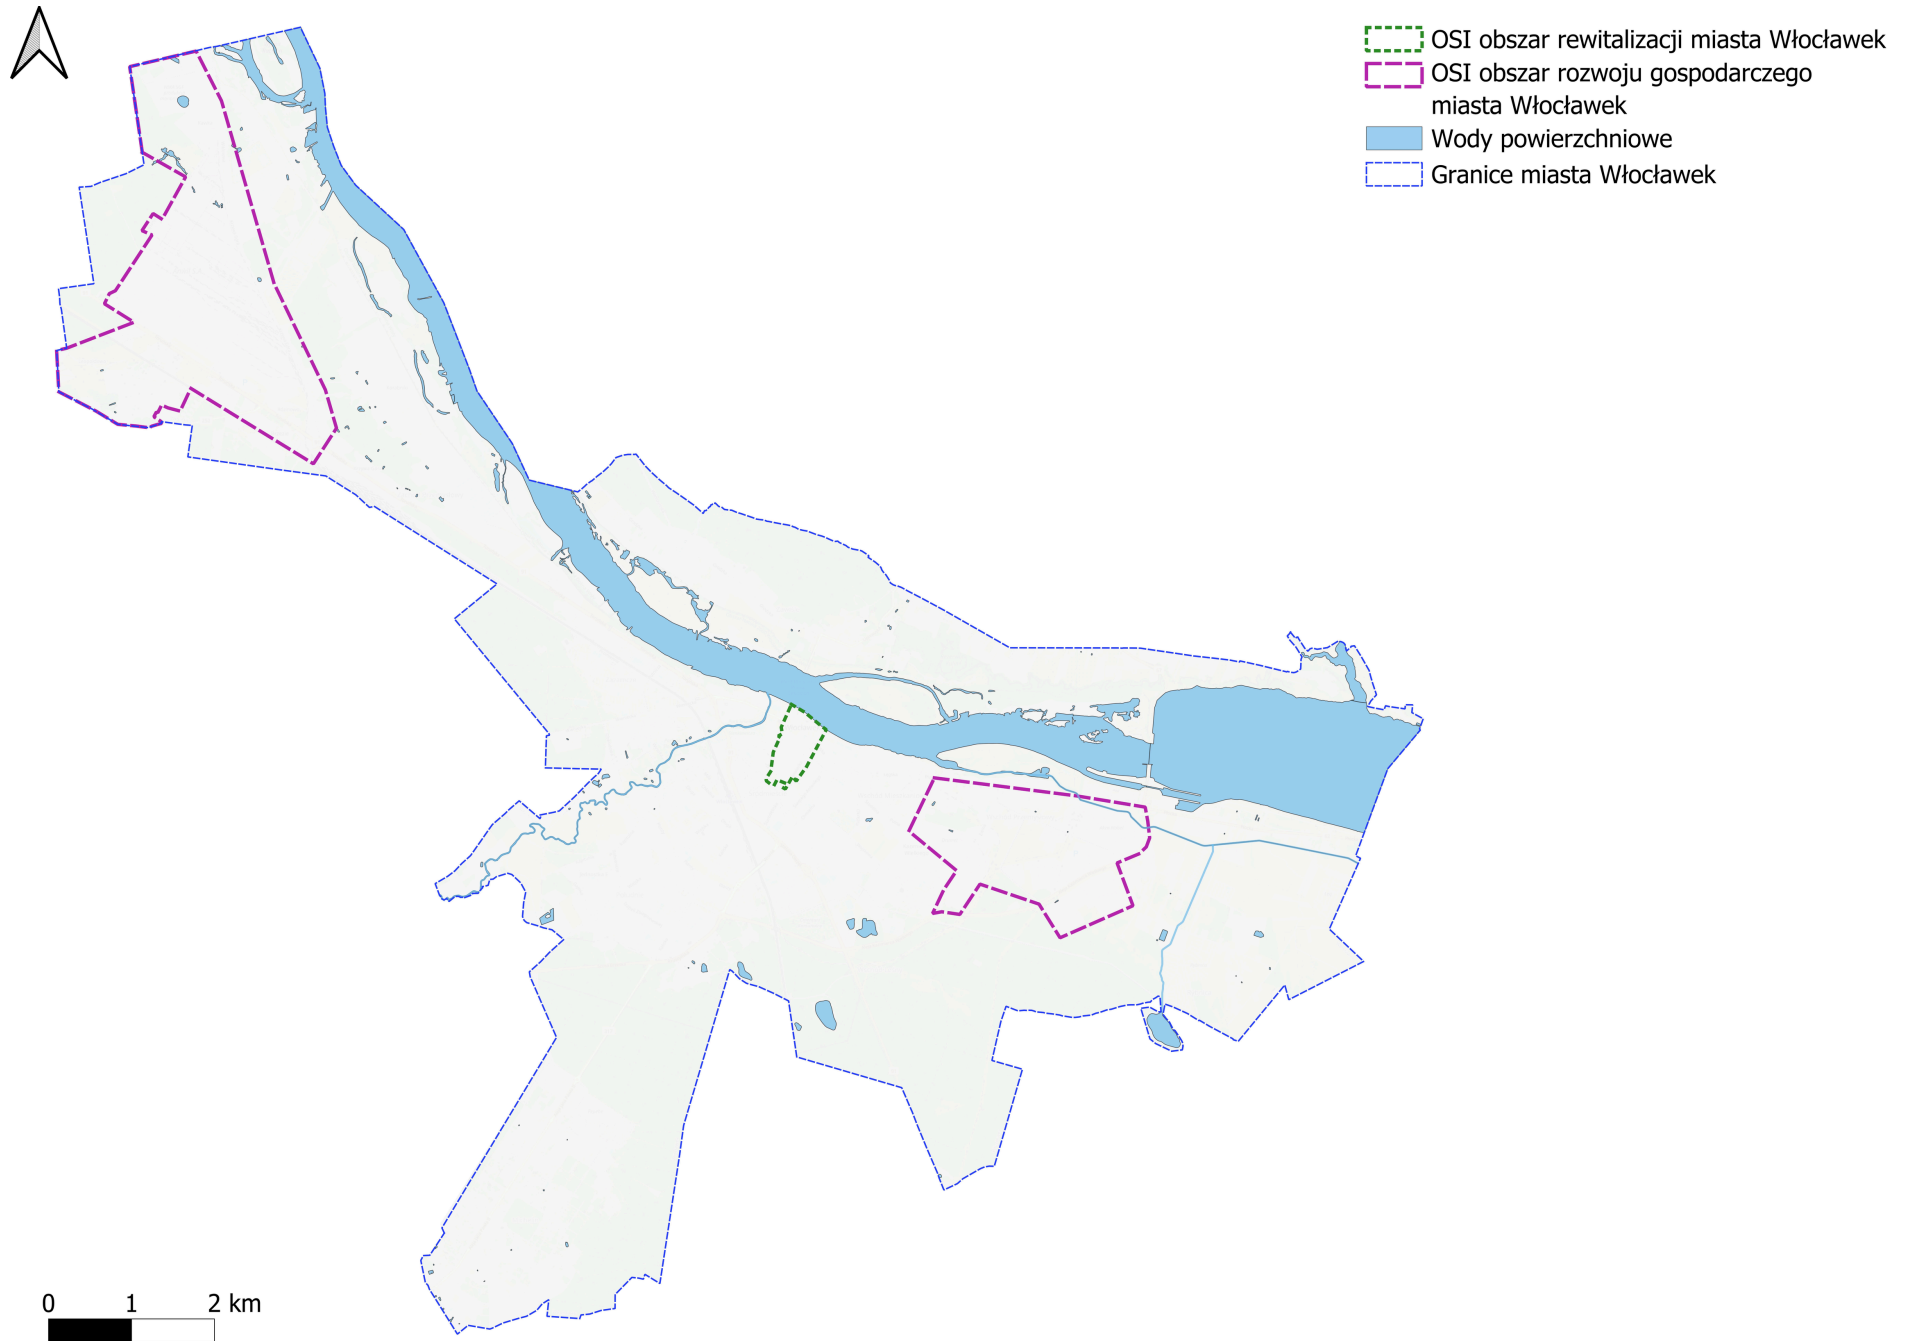 OSI obszar rewitalizacji miasta Włocławek
OSI obszar rozwoju gospodarczego
miasta Włocławek
Wody powierzchniowe
Granice miasta Włocławek
0 1 2 km